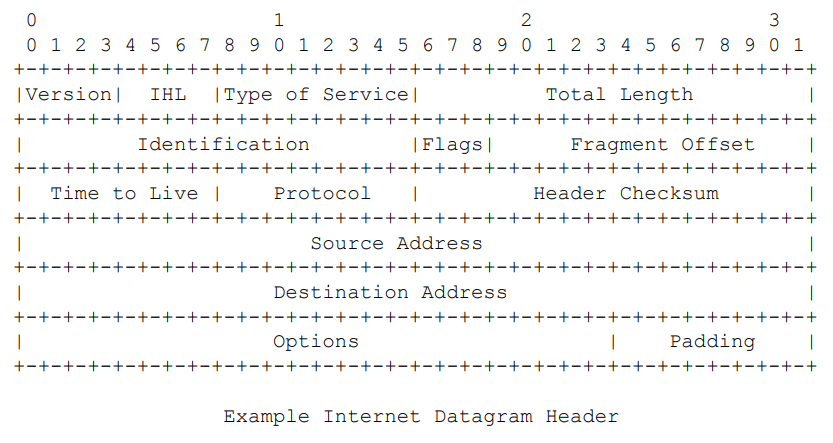 0                   1                   2                   3
 0 1 2 3 4 5 6 7 8 9 0 1 2 3 4 5 6 7 8 9 0 1 2 3 4 5 6 7 8 9 0 1
+-+-+-+-+-+-+-+-+-+-+-+-+-+-+-+-+-+-+-+-+-+-+-+-+-+-+-+-+-+-+-+-+
|Version|  IHL  |Type of Service|          Total Length         |
+-+-+-+-+-+-+-+-+-+-+-+-+-+-+-+-+-+-+-+-+-+-+-+-+-+-+-+-+-+-+-+-+
|         Identification        |Flags|      Fragment Offset    |
+-+-+-+-+-+-+-+-+-+-+-+-+-+-+-+-+-+-+-+-+-+-+-+-+-+-+-+-+-+-+-+-+
|  Time to Live |    Protocol   |         Header Checksum       |
+-+-+-+-+-+-+-+-+-+-+-+-+-+-+-+-+-+-+-+-+-+-+-+-+-+-+-+-+-+-+-+-+
|                       Source Address                          |
+-+-+-+-+-+-+-+-+-+-+-+-+-+-+-+-+-+-+-+-+-+-+-+-+-+-+-+-+-+-+-+-+
|                    Destination Address                        |
+-+-+-+-+-+-+-+-+-+-+-+-+-+-+-+-+-+-+-+-+-+-+-+-+-+-+-+-+-+-+-+-+
|                    Options                    |    Padding    |
+-+-+-+-+-+-+-+-+-+-+-+-+-+-+-+-+-+-+-+-+-+-+-+-+-+-+-+-+-+-+-+-+
                 Example Internet Datagram Header